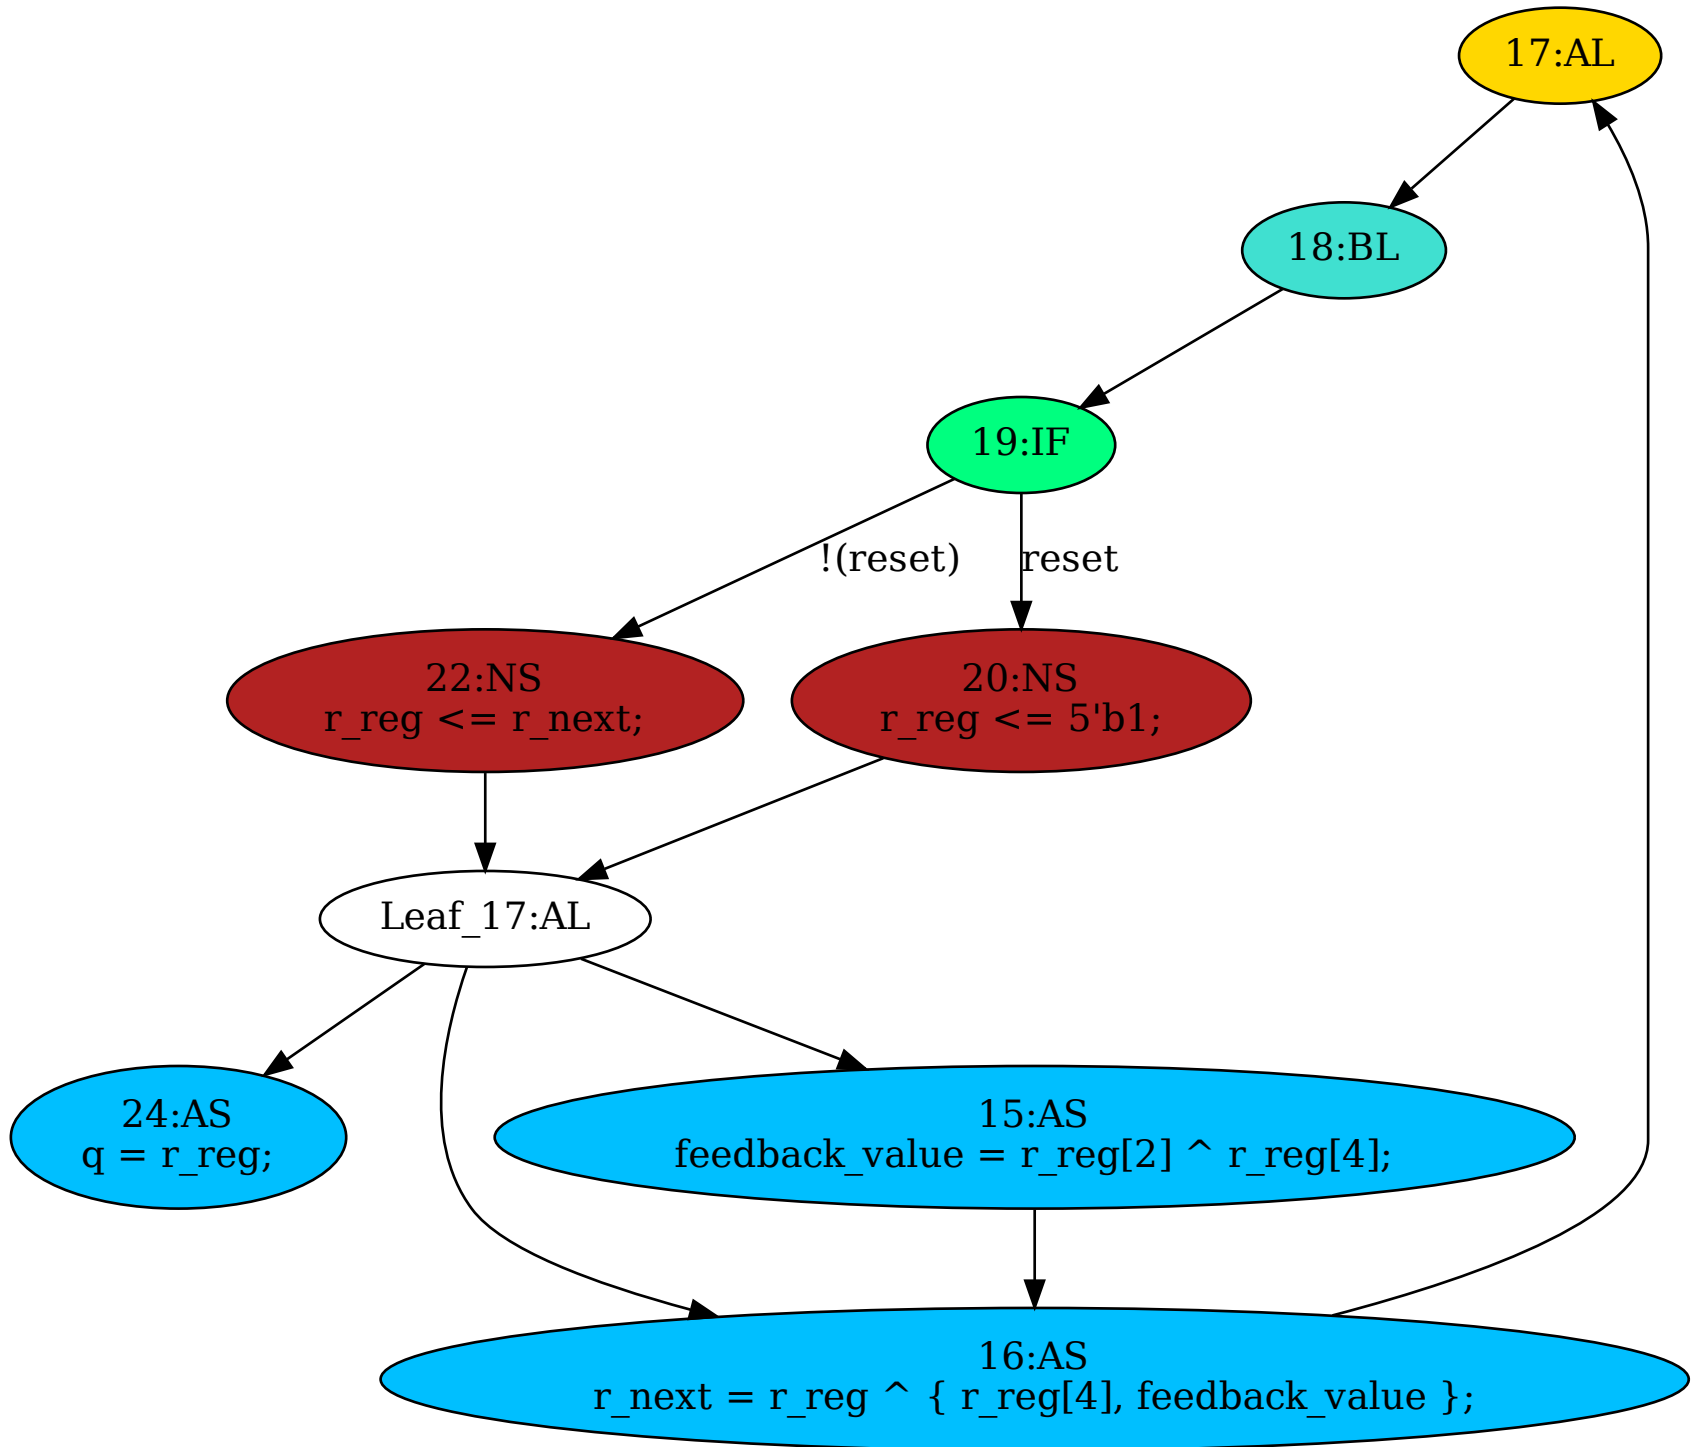 17:AL
18:BL
19:IF
!(reset)
reset
22:NS
r_reg <= r_next;
20:NS
r_reg <= 5'b1;
Leaf_17:AL
24:AS
q = r_reg;
15:AS
feedback_value = r_reg[2] ^ r_reg[4];
16:AS
r_next = r_reg ^ { r_reg[4], feedback_value };